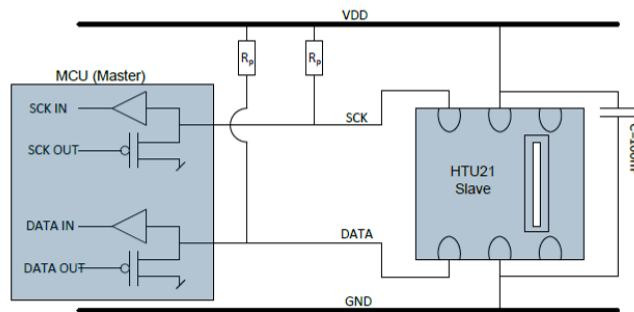 VDD
Rp
Rp
MCU (Master)
SCK IN
SCK
SCK OUT
HTU21
Slave
DATA IN
DATA
DATA OUT
GND